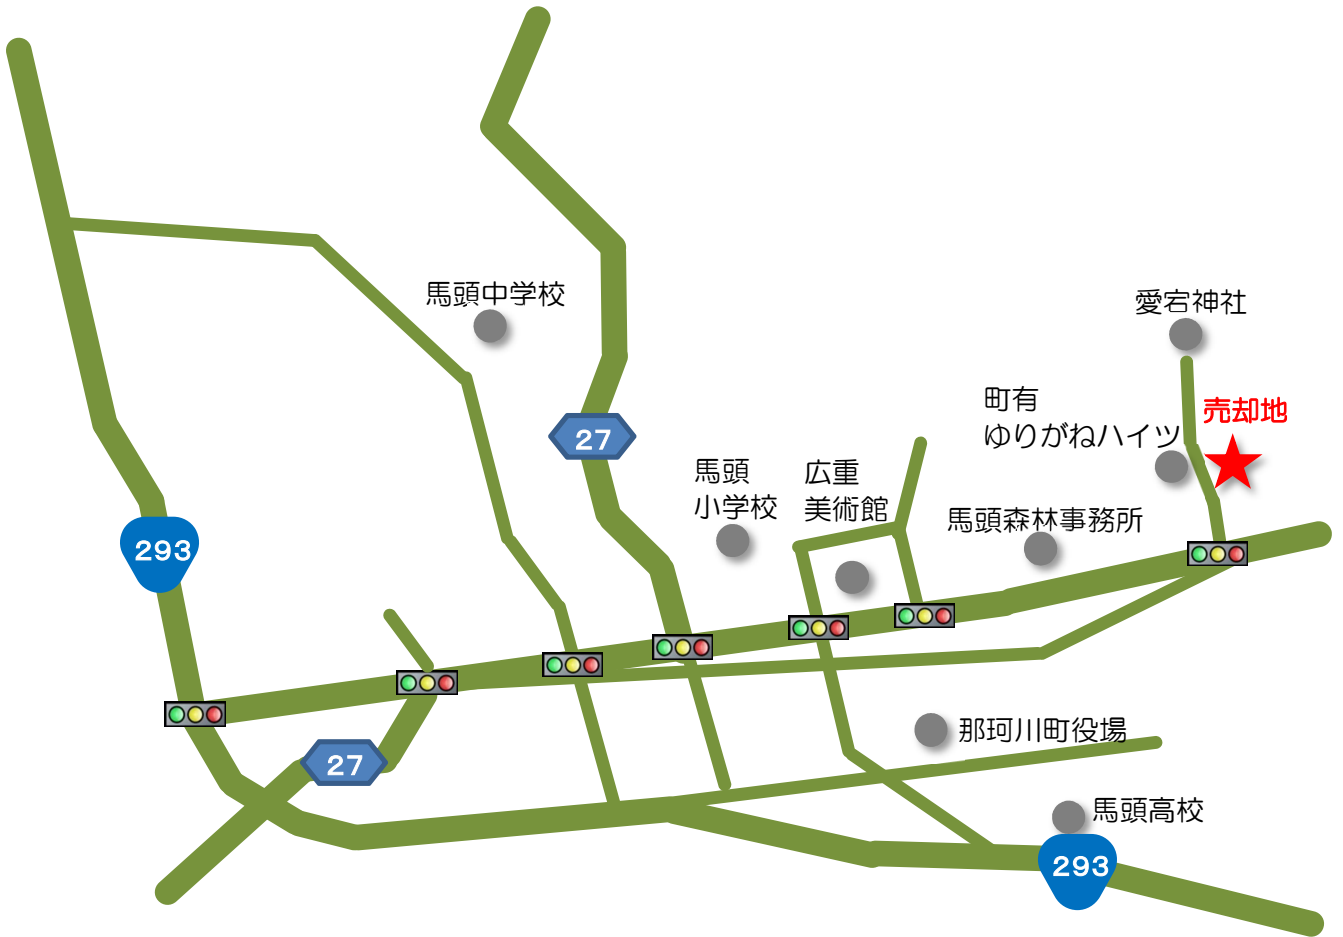 馬頭中学校
愛宕神社
町有
ゆりがねハイツ
売却地
27
馬頭
小学校
広重
美術館
馬頭森林事務所
293
那珂川町役場
27
馬頭高校
293